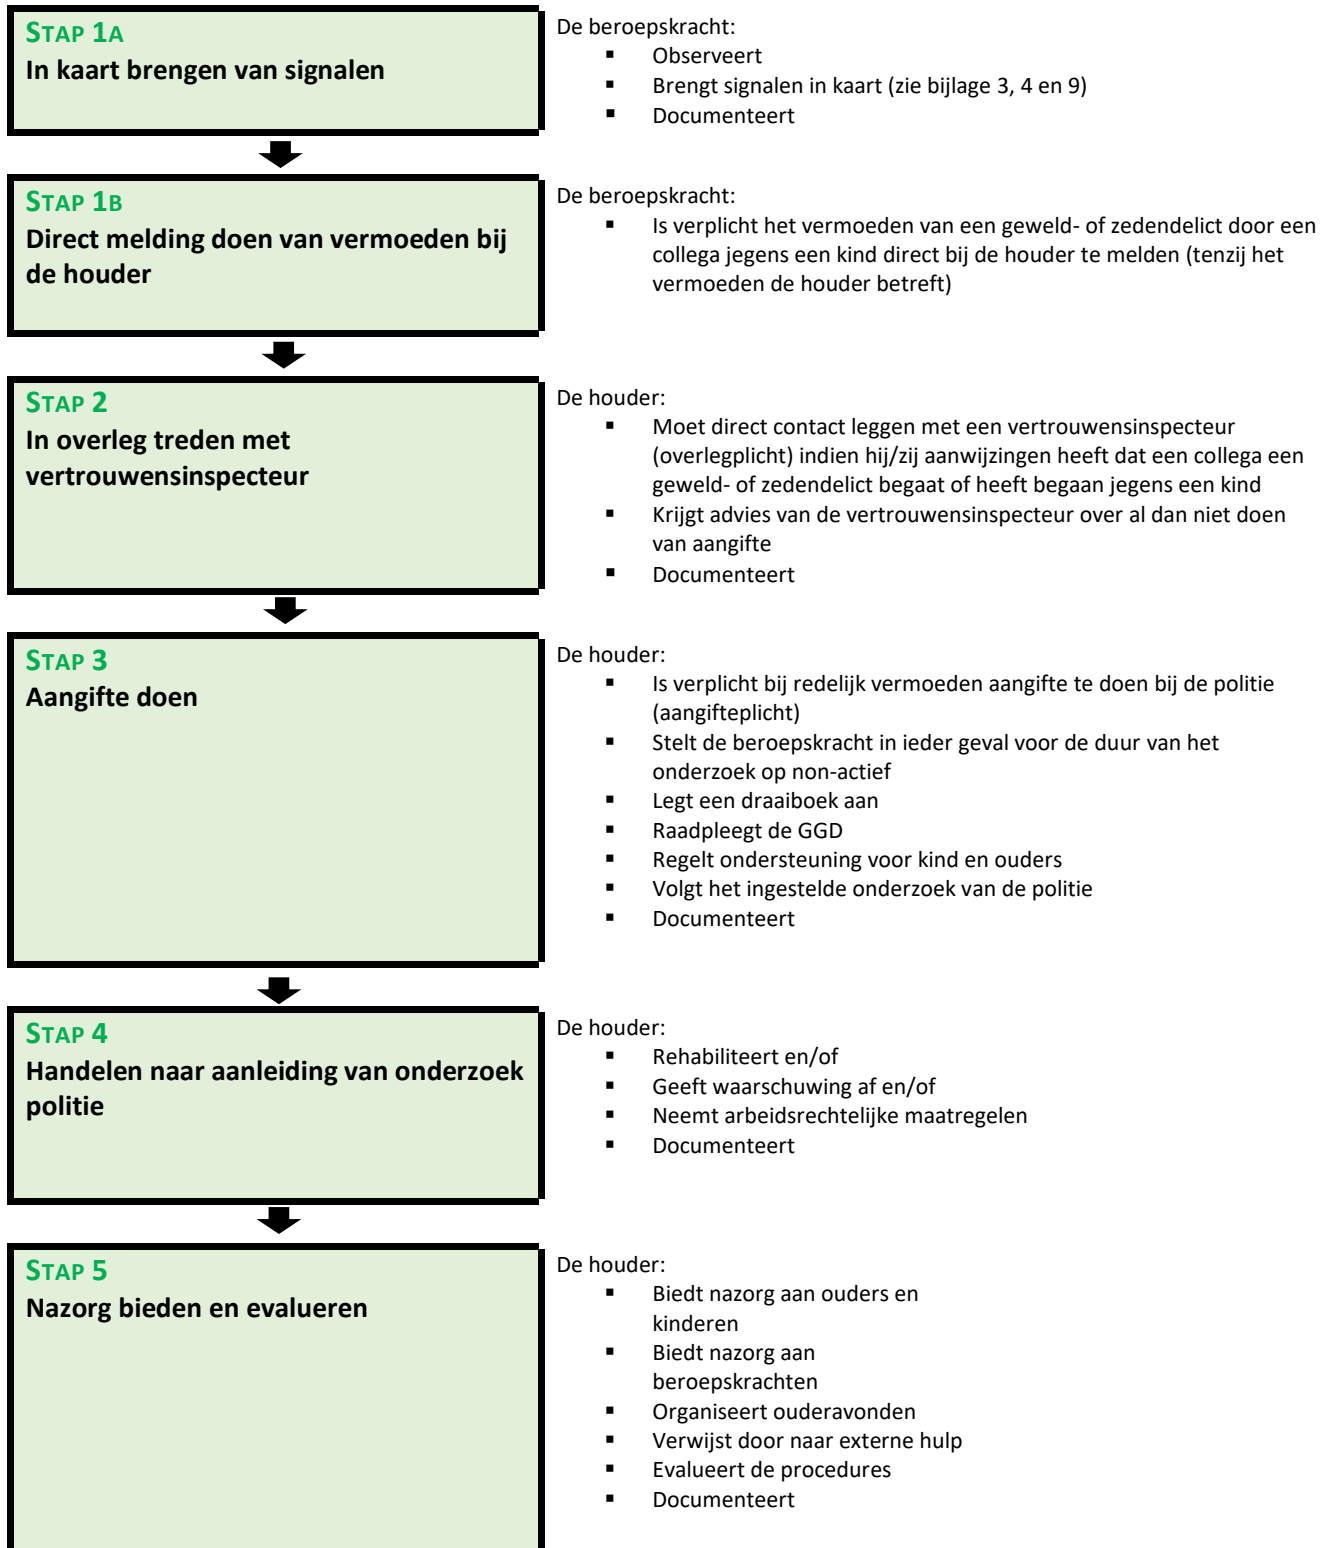 STAP 1A
In kaart brengen van signalen
De beroepskracht:
▪ Observeert
▪ Brengt signalen in kaart (zie bijlage 3, 4 en 9)
▪ Documenteert
STAP 1B
Direct melding doen van vermoeden bij
de houder
De beroepskracht:
▪ Is verplicht het vermoeden van een geweld- of zedendelict door een
collega jegens een kind direct bij de houder te melden (tenzij het
vermoeden de houder betreft)
STAP 2
In overleg treden met
vertrouwensinspecteur
De houder:
▪ Moet direct contact leggen met een vertrouwensinspecteur
(overlegplicht) indien hij/zij aanwijzingen heeft dat een collega een
geweld- of zedendelict begaat of heeft begaan jegens een kind
▪ Krijgt advies van de vertrouwensinspecteur over al dan niet doen
van aangifte
▪ Documenteert
STAP 3
Aangifte doen
De houder:
▪ Is verplicht bij redelijk vermoeden aangifte te doen bij de politie
(aangifteplicht)
▪ Stelt de beroepskracht in ieder geval voor de duur van het
onderzoek op non-actief
▪ Legt een draaiboek aan
▪ Raadpleegt de GGD
▪ Regelt ondersteuning voor kind en ouders
▪ Volgt het ingestelde onderzoek van de politie
▪ Documenteert
STAP 4
Handelen naar aanleiding van onderzoek
politie
De houder:
▪ Rehabiliteert en/of
▪ Geeft waarschuwing af en/of
▪ Neemt arbeidsrechtelijke maatregelen
▪ Documenteert
STAP 5
Nazorg bieden en evalueren
De houder:
▪ Biedt nazorg aan ouders en
kinderen
▪ Biedt nazorg aan
beroepskrachten
▪ Organiseert ouderavonden
▪ Verwijst door naar externe hulp
▪ Evalueert de procedures
▪ Documenteert